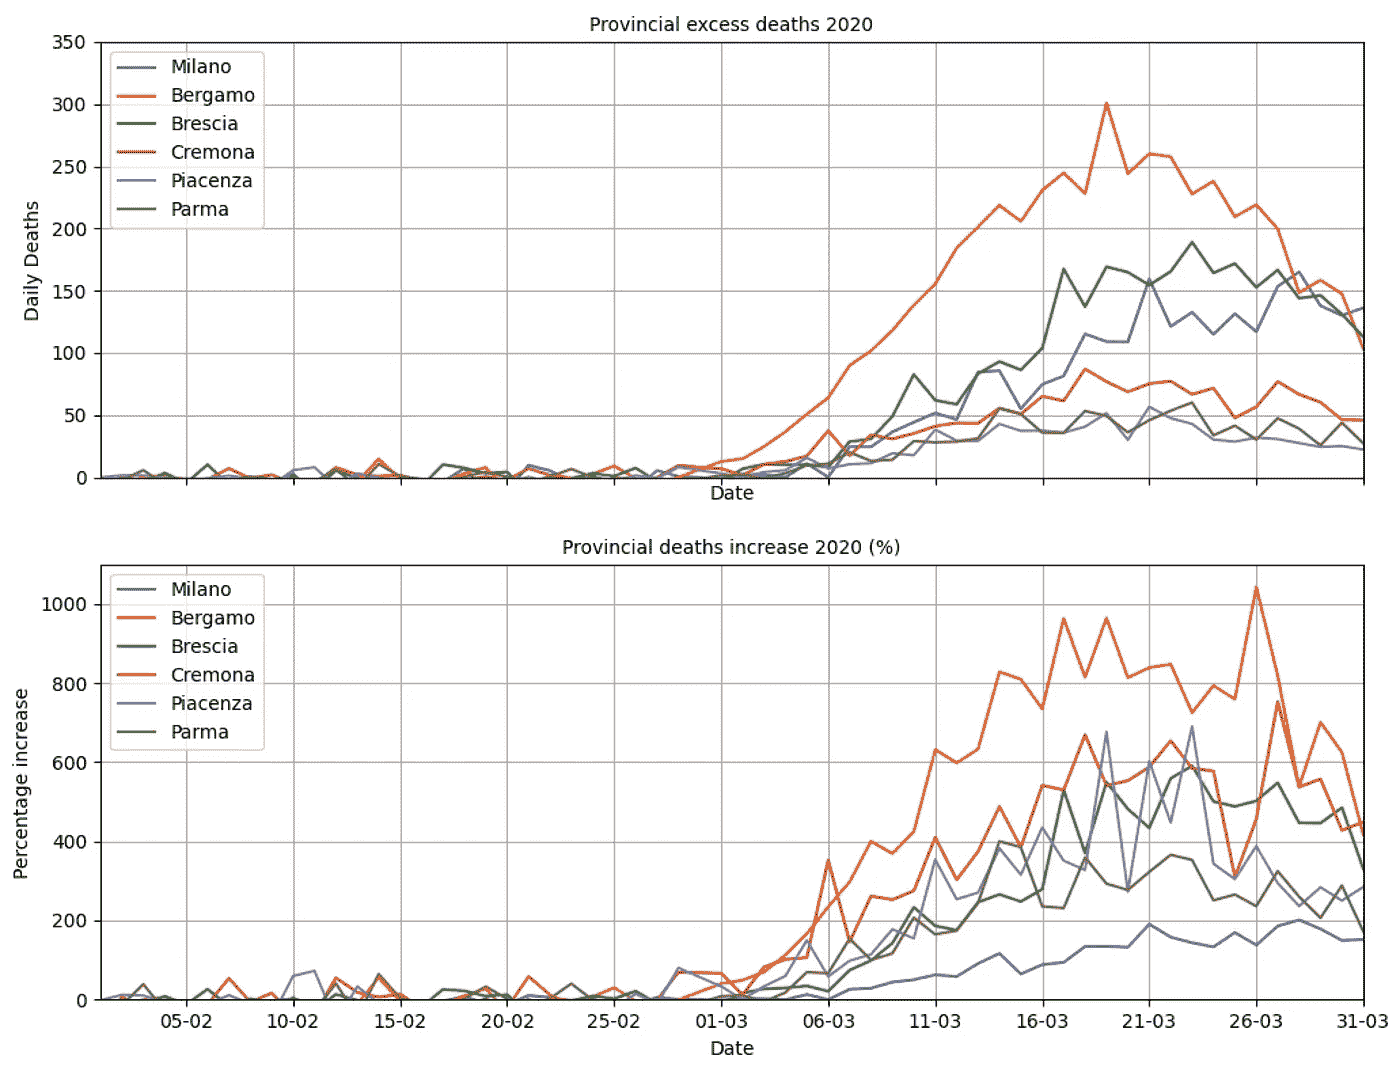 Provincial excess deaths 2020
350
300
250
200
150
100
50
0
Daily Deaths
Milano
Bergamo
Brescia
Cremona
Piacenza
Parma
Date
Provincial deaths increase 2020 (%)
1000
800
600
400
200
0
Percentage increase
Milano
Bergamo
Brescia
Cremona
Piacenza
Parma
05-02 10-02 15-02 20-02 25-02 01-03 06-03 11-03 16-03 21-03 26-03 31-03
Date